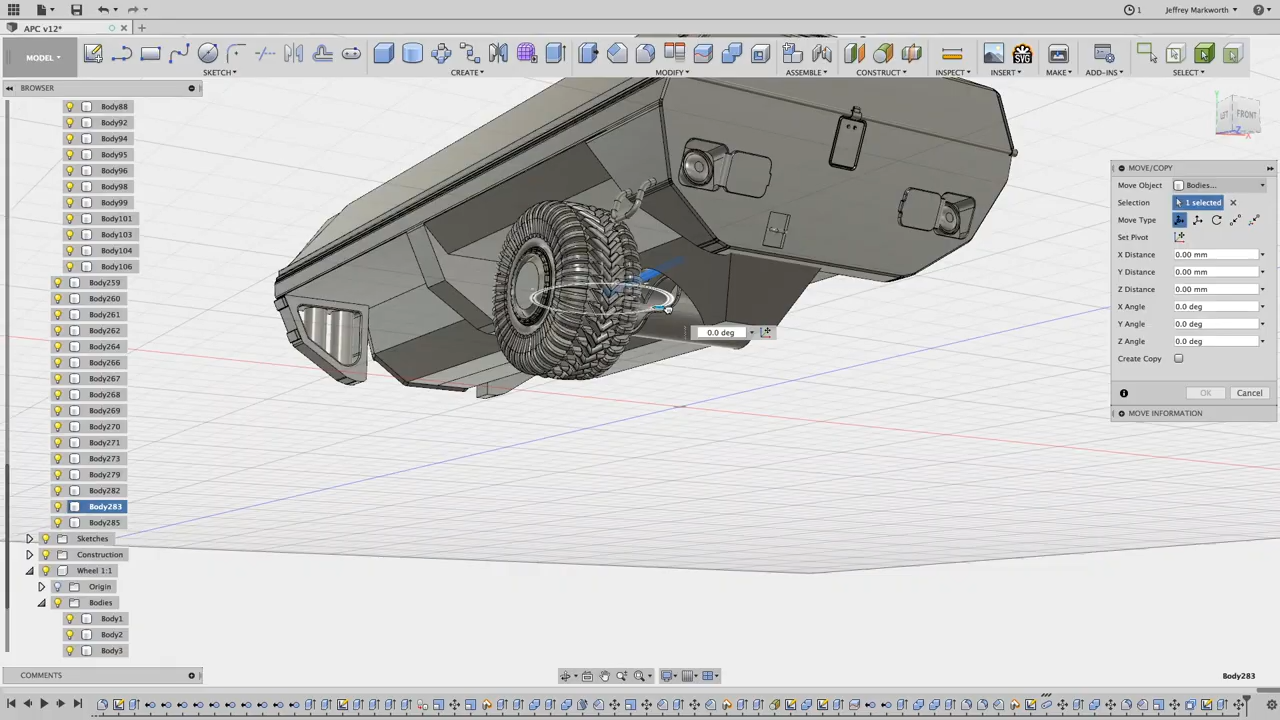 Jeffrey Markworth
1
APC v12*
MODEL
SKETCH
CREATE
MODIFY
ASSEMBLE
CONSTRUCT
INSPECT
INSERT
SVG
MAKE
ADD-INS
SELECT
BROWSER
Body88
Body92
Body94
Body95
Body96
Body98
Body99
Body101
Body103
Body104
Body106
Body259
Body260
Body261
Body262
Body264
Body266
Body267
Body268
Body269
Body270
Body271
Body273
Body279
Body282
Body283
Body285
Sketches
Construction
Wheel 1:1
Origin
Bodies
Body1
Body2
Body3
COMMENTS
0.0 deg
Y
LEFT
FRONT
Z
X
MOVE/COPY
Move Object Bodies...
Selection 1 selected
Move Type
Set Pivot
X Distance 0.00 mm
Y Distance 0.00 mm
Z Distance 0.00 mm
X Angle 0.0 deg
Y Angle 0.0 deg
Z Angle 0.0 deg
Create Copy
OK Cancel
MOVE INFORMATION
Body283